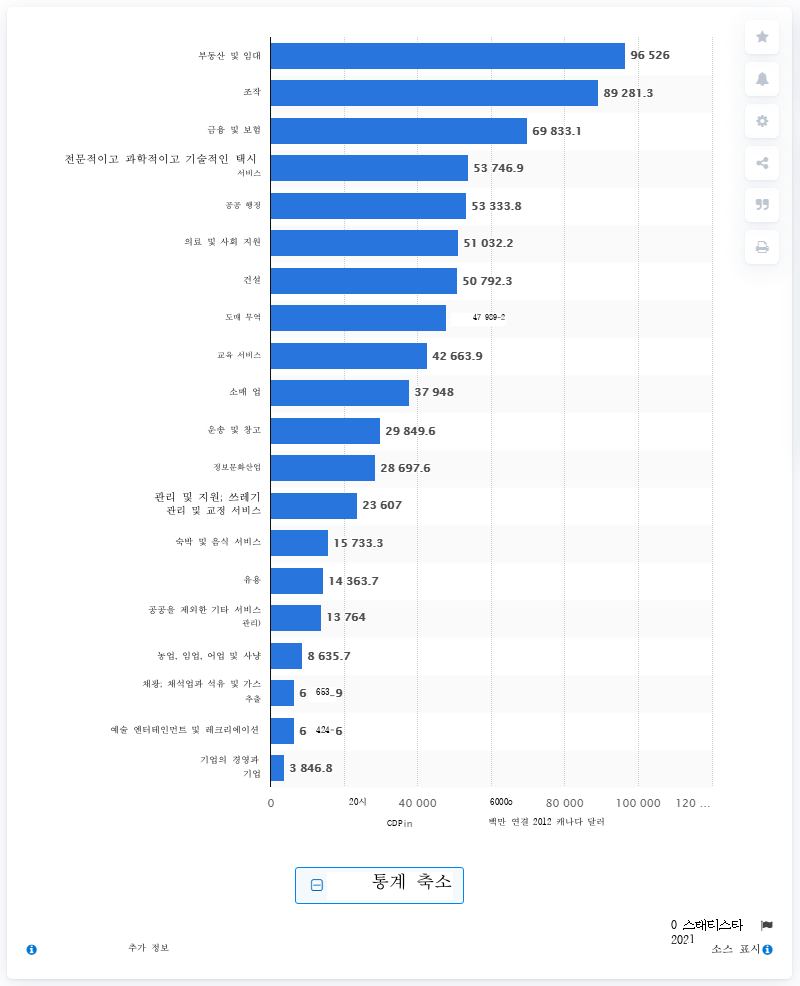 부동산 및 임대 96 526
조작 89 281.3
금융 및 보험 69 833.1
전문적이고 과학적이고 기술적인 택시
서비스 53 746.9
공공 행정 53 333.8
의료 및 사회 지원 51 032.2
건설 50 792.3
도매 무역 47 989-2
교육 서비스 42 663.9
소매 업 37 948
운송 및 창고 29 849.6
정보문화산업 28 697.6
관리 및 지원; 쓰레기
관리 및 교정 서비스 23 607
숙박 및 음식 서비스 15 733.3
유용 14 363.7
공공을 제외한 기타 서비스
관리) 13 764
농업, 임업, 어업 및 사냥 8 635.7
채광, 채석업과 석유 및 가스
추출 6 653_9
예술 엔터테인먼트 및 레크리에이션 6 424-6
기업의 경영과
기업 3 846.8
0 20시 40 000 6000o 80 000 100 000 120 ...
CDP in 백만 연결 2012 캐나다 달러
통계 축소
0 스태티스타
2021
추가 정보 소스 표시